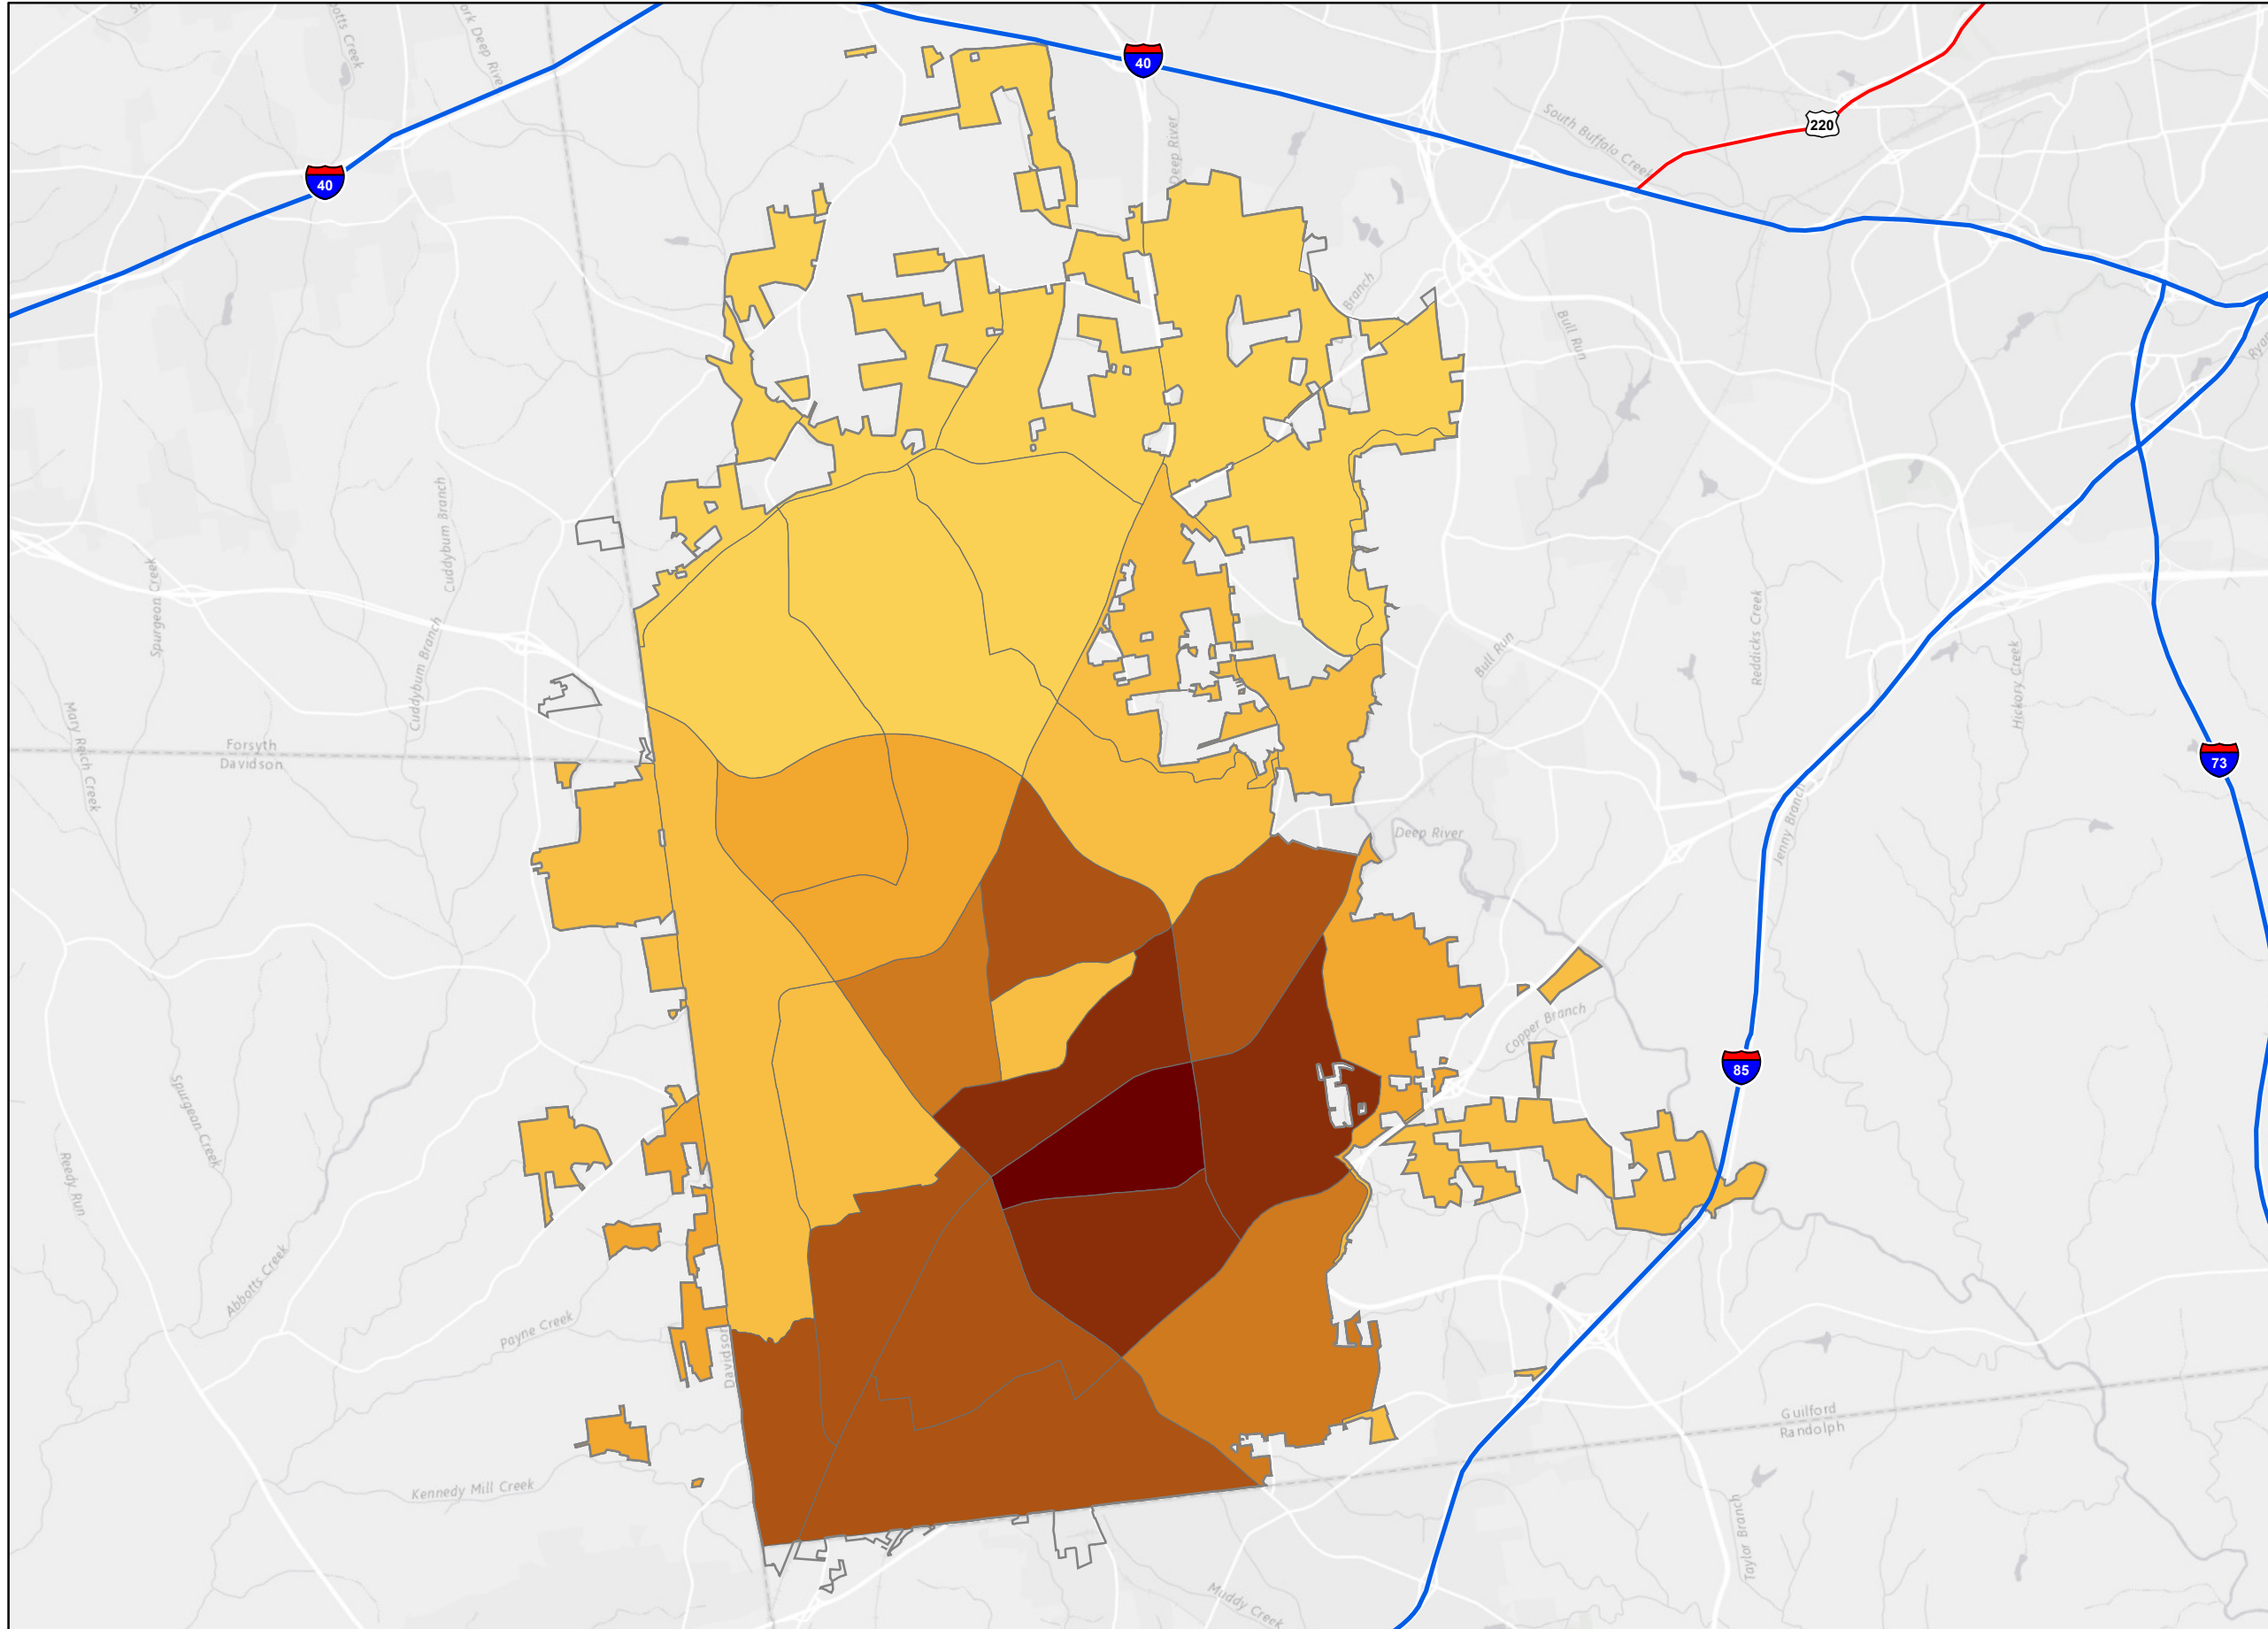 Deep River
South Buffalo Creek
40
220
40
Branch
Bull Run
Cuddybum Branch
Spurgeon Creek
Cuddybum Branch
Bull Run
Reddicks Creek
Hickory Creek
Mary Reich Creek
Forsyth
Davidson
73
Deep River
Jenny Branch
Copper Branch
85
Spurgeon Creek
Reedy Run
Abbotts Creek
Payne Creek
Davidson
Guilford
Randolph
Kennedy Mill Creek
Taylor Branch
Muddy Creek